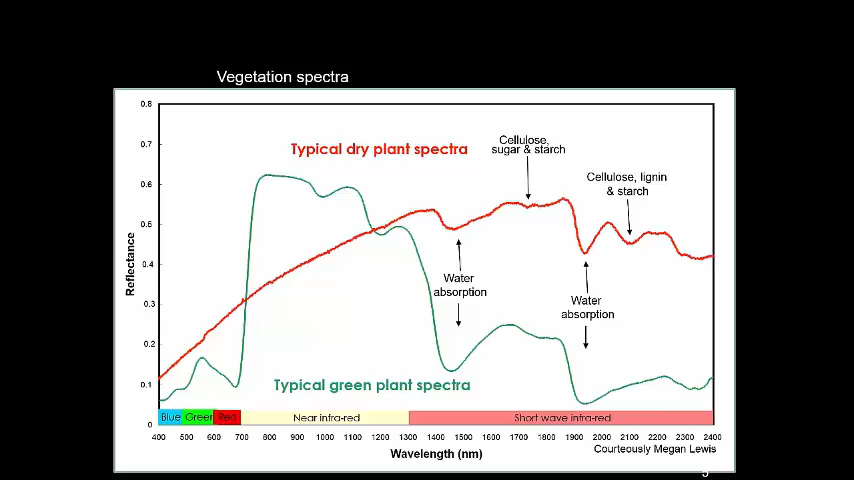 Vegetation spectra
0.8
0.7
0.6
0.5
0.4
0.3
0.2
0.1
0
Reflectance
Typical dry plant spectra
Cellulose,
sugar & starch
Cellulose, lignin
& starch
Water
absorption
Water
absorption
Typical green plant spectra
Blue Green Red Near infra-red Short wave infra-red
400 500 600 700 800 900 1000 1100 1200 1300 1400 1500 1600 1700 1800 1900 2000 2100 2200 2300 2400
Wavelength (nm)
Courteously Megan Lewis